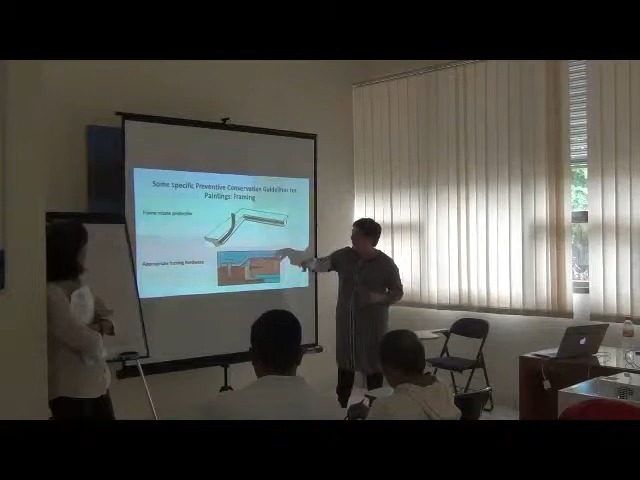 Some specific Preventive Conservation Guidelines for
Paintings: Framing
Frame rebate protection
Appropriate framing hardware